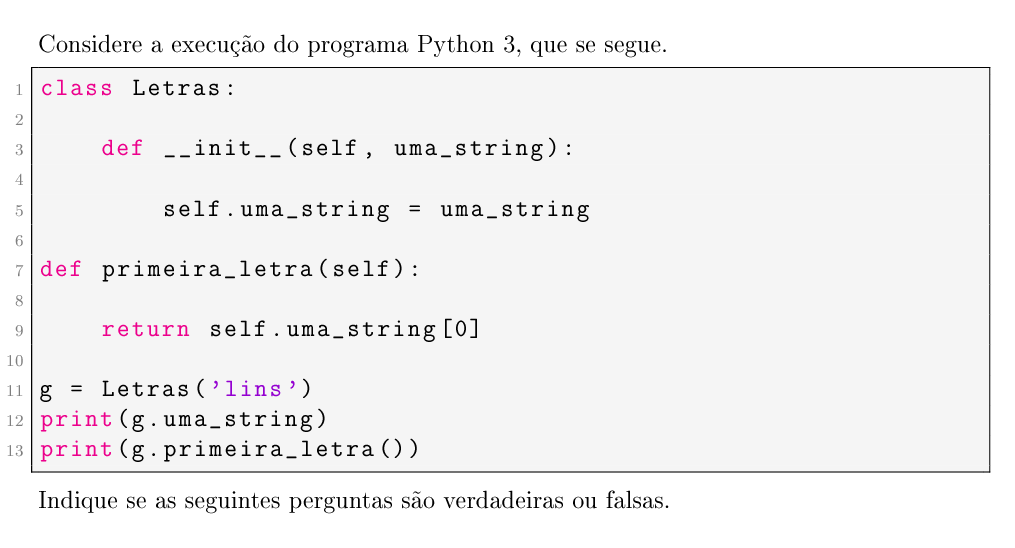 Considere a execução do programa Python 3, que se segue.
1 class Letras:
2
3     def __init__(self, uma_string):
4
5         self.uma_string = uma_string
6
7 def primeira_letra(self):
8
9     return self.uma_string[0]
10
11 g = Letras('lins')
12 print(g.uma_string)
13 print(g.primeira_letra())
Indique se as seguintes perguntas são verdadeiras ou falsas.